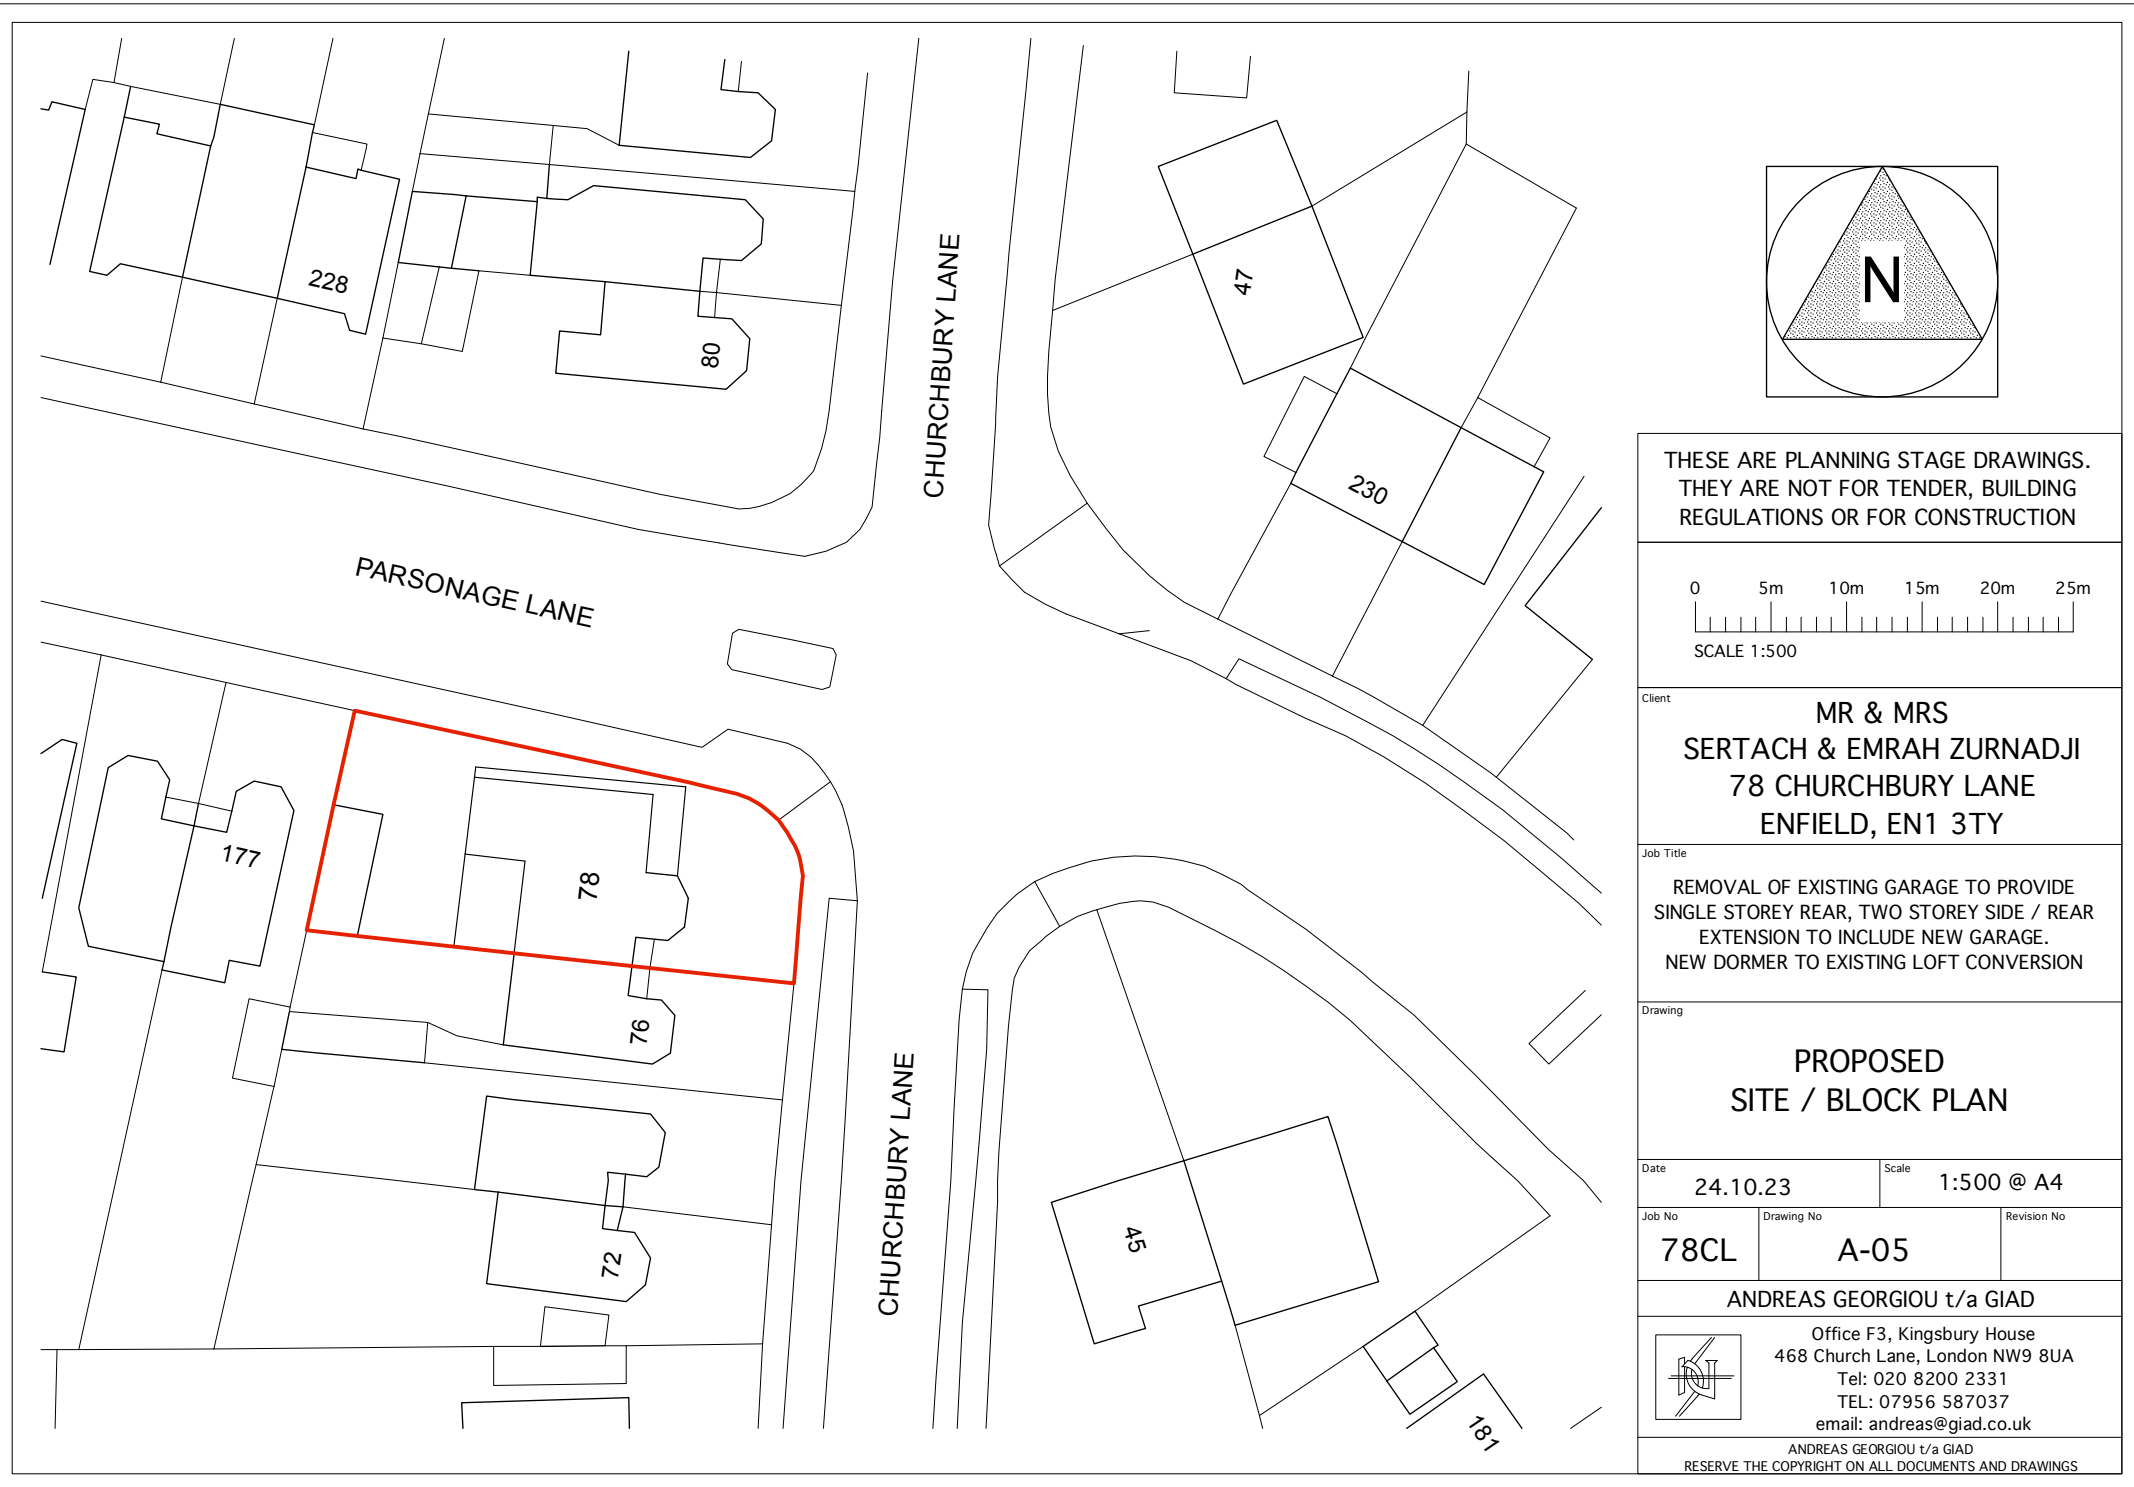 228
80
CHURCHBURY LANE
47
230
PARSONAGE LANE
177
78
76
72
CHURCHBURY LANE
45
181
N
THESE ARE PLANNING STAGE DRAWINGS.
THEY ARE NOT FOR TENDER, BUILDING
REGULATIONS OR FOR CONSTRUCTION
0 5m 10m 15m 20m 25m
SCALE 1:500
Client
MR & MRS
SERTACH & EMRAH ZURNADJI
78 CHURCHBURY LANE
ENFIELD, EN1 3TY
Job Title
REMOVAL OF EXISTING GARAGE TO PROVIDE
SINGLE STOREY REAR, TWO STOREY SIDE / REAR
EXTENSION TO INCLUDE NEW GARAGE.
NEW DORMER TO EXISTING LOFT CONVERSION
Drawing
PROPOSED
SITE / BLOCK PLAN
Date 24.10.23 Scale 1:500 @ A4
Job No Drawing No Revision No
78CL A-05
ANDREAS GEORGIOU t/a GIAD
Office F3, Kingsbury House
468 Church Lane, London NW9 8UA
Tel: 020 8200 2331
TEL: 07956 587037
email: andreas@giad.co.uk
ANDREAS GEORGIOU t/a GIAD
RESERVE THE COPYRIGHT ON ALL DOCUMENTS AND DRAWINGS